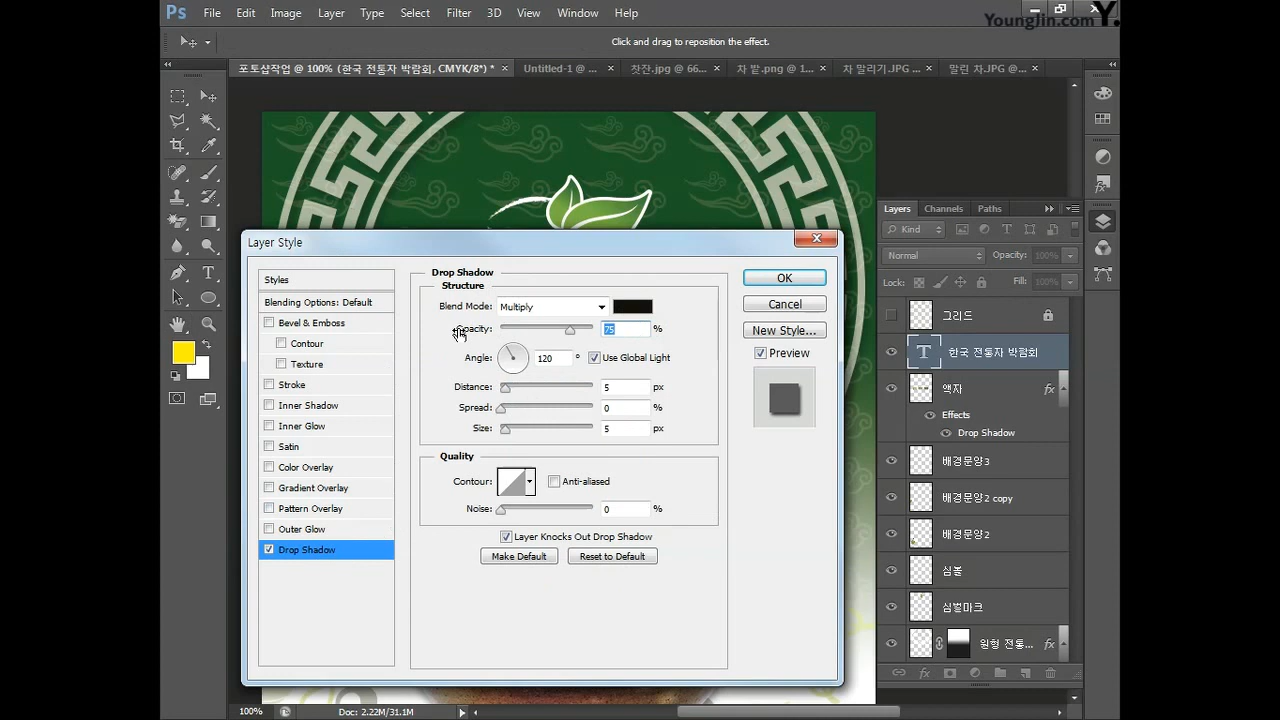 Ps File Edit Image Layer Type Select Filter 3D View Window Help
YoungJin.com Y.
Click and drag to reposition the effect.
포토샵작업 @ 100% (한국 전통차 박람회, CMYK/8*) *
Untitled-1 @ ...
찻잔.jpg @ 66...
차 밭.png @ 1...
차 말리기.JPG ...
말린 차.JPG @...
Layer Style
Styles
Blending Options: Default
Bevel & Emboss
Contour
Texture
Stroke
Inner Shadow
Inner Glow
Satin
Color Overlay
Gradient Overlay
Pattern Overlay
Outer Glow
Drop Shadow
Drop Shadow
Structure
Blend Mode: Multiply
Opacity: 75 %
Angle: 120 ° Use Global Light
Distance: 5 px
Spread: 0 %
Size: 5 px
Quality
Contour: Anti-aliased
Noise: 0 %
Layer Knocks Out Drop Shadow
Make Default Reset to Default
OK
Cancel
New Style...
Preview
Layers Channels Paths
Kind
Normal Opacity: 100%
Lock: Fill: 100%
그리드
T 한국 전통차 박람회
액자 fx
Effects
Drop Shadow
배경문양3
배경문양2 copy
배경문양2
심볼
심벌마크
원형 전통... fx
100% Doc: 2.22M/31.1M